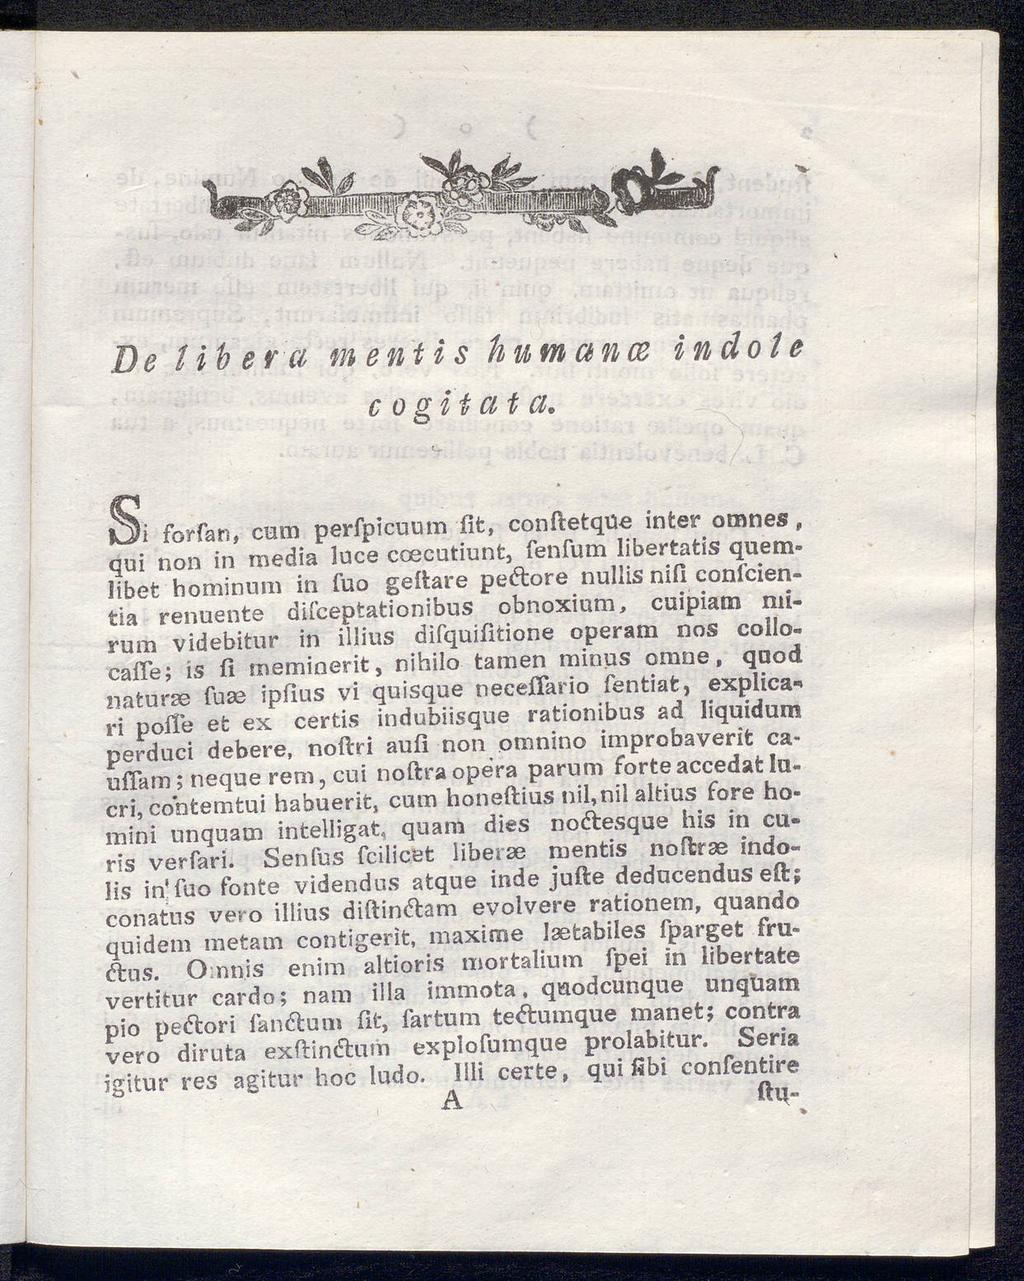 De libera mentis humanæ indole
cogitata.
Si forſan, cum perſpicuum ſit, conſtetque inter omnes,
qui non in media luce cœcutiunt, ſenſum libertatis quem-
libet hominum in ſuo geſtare pectore nullis niſi conſcien-
tia renuente diſceptationibus obnoxium, cuipiam mi-
rum videbitur in illius diſquiſitione operam nos collo-
caſſe; is ſi meminerit, nihilo tamen minus omne, quod
naturæ ſuæ ipſius vi quisque neceſſario ſentiat, explica-
ri poſſe et ex certis indubiisque rationibus ad liquidum
perduci debere, noſtri auſi non omnino improbaverit ca-
uſſam; neque rem, cui noſtra opera parum forte accedat lu-
cri, contemtui habuerit, cum honeſtius nil, nil altius fore ho-
mini unquam intelligat, quam dies noctesque his in cu-
ris verſari. Senſus ſcilicet liberæ mentis noſtræ indo-
lis in ſuo fonte videndus atque inde juſte deducendus eſt;
conatus vero illius diſtinctam evolvere rationem, quando
quidem metam contigerit, maxime lætabiles ſparget fru-
ctus. Omnis enim altioris mortalium ſpei in libertate
vertitur cardo; nam illa immota, quodcunque unquam
pio pectori ſanctum ſit, ſartum tectumque manet; contra
vero diruta exſtinctum exploſumque prolabitur. Seria
igitur res agitur hoc ludo. Illi certe, qui ſibi conſentire
A ſtu-